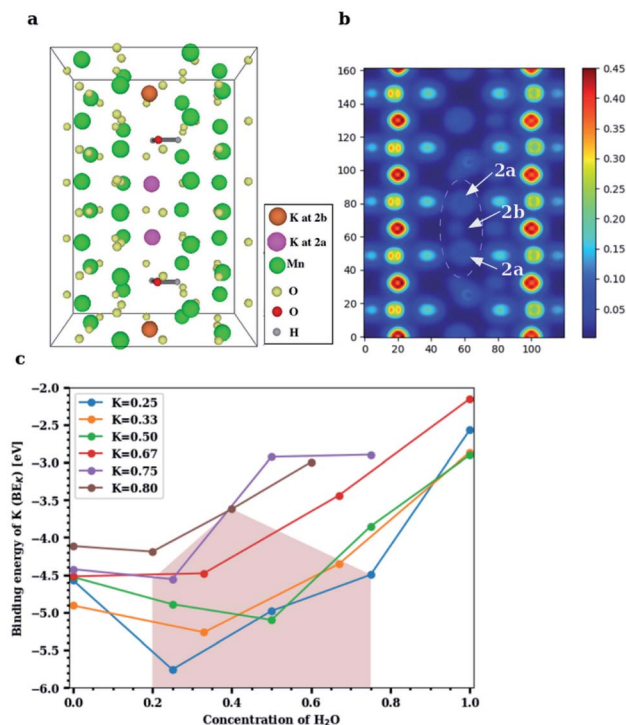 a
K at 2b
K at 2a
Mn
O
O
H
b
2a
2b
2a
160
140
120
100
80
60
40
20
0
0 20 40 60 80 100
0.45
0.40
0.35
0.30
0.25
0.20
0.15
0.10
0.05
c
Binding energy of K (BEK) [eV]
−2.0
−2.5
−3.0
−3.5
−4.0
−4.5
−5.0
−5.5
−6.0
K=0.25
K=0.33
K=0.50
K=0.67
K=0.75
K=0.80
0.0 0.2 0.4 0.6 0.8 1.0
Concentration of H₂O